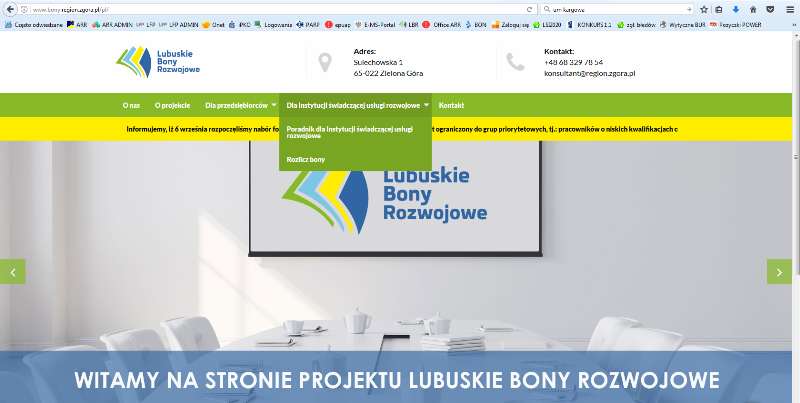 www.bony.region.zgora.pl/pl/
um kargowa
Często odwiedzane ARR ARR ADMIN LFP LFP ADMIN Onet iPKO Logowanie PARP epuap E-MS-Portal LBR Office ARR BON Zaloguj się LSI2020 KONKURS 1.1 zgł. błędów Wytyczne BUR Pożyczki POWER
Lubuskie
Bony
Rozwojowe
Adres:
Sulechowska 1
65-022 Zielona Góra
Kontakt:
+48 68 329 78 54
konsultant@region.zgora.pl
O nas O projekcie Dla przedsiębiorców Dla instytucji świadczącej usługi rozwojowe Kontakt
Informujemy, iż 6 września rozpoczęliśmy nabór fo
t ograniczony do grup priorytetowych, tj.: pracowników o niskich kwalifikacjach o
Poradnik dla instytucji świadczącej usługi
rozwojowe
Rozlicz bony
Lubuskie
Bony
Rozwojowe
WITAMY NA STRONIE PROJEKTU LUBUSKIE BONY ROZWOJOWE